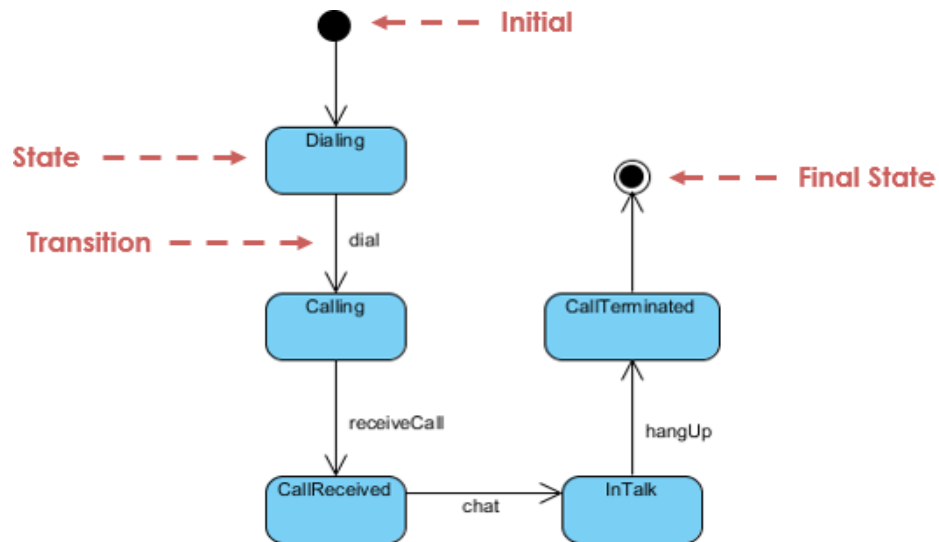 Initial
Dialing
State
Final State
Transition
dial
Calling
CallTerminated
receiveCall
hangUp
CallReceived
InTalk
chat